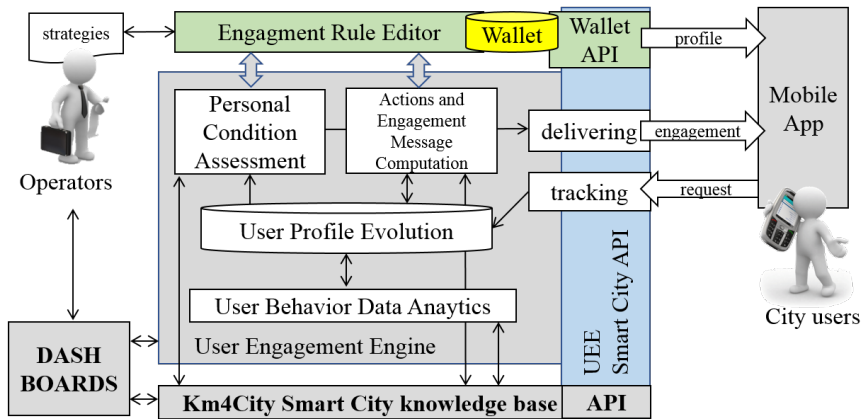 strategies
Engagment Rule Editor
Wallet
Wallet
API
profile
Personal
Condition
Assessment
Actions and
Engagement
Message
Computation
delivering
engagement
Mobile
App
Operators
tracking
request
User Profile Evolution
User Behavior Data Anaytics
User Engagement Engine
UEE
Smart City API
City users
DASH
BOARDS
Km4City Smart City knowledge base
API